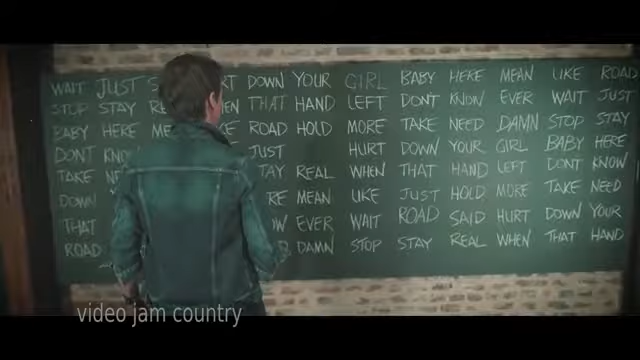 WAIT JUST DOWN YOUR GIRL BABY HERE MEAN LIKE ROAD
STOP STAY THAT HAND LEFT DONT KNOW EVER WAIT JUST
BABY HERE ROAD HOLD MORE TAKE NEED DAMN STOP STAY
DONT JUST HURT DOWN YOUR GIRL BABY HERE
TAKE REAL WHEN THAT HAND LEFT DONT KNOW
DOWN MEAN LIKE JUST HOLD MORE TAKE NEED
THAT EVER WAIT ROAD SAID HURT DOWN YOUR
ROAD DAMN STOP STAY REAL WHEN THAT HAND
video jam country